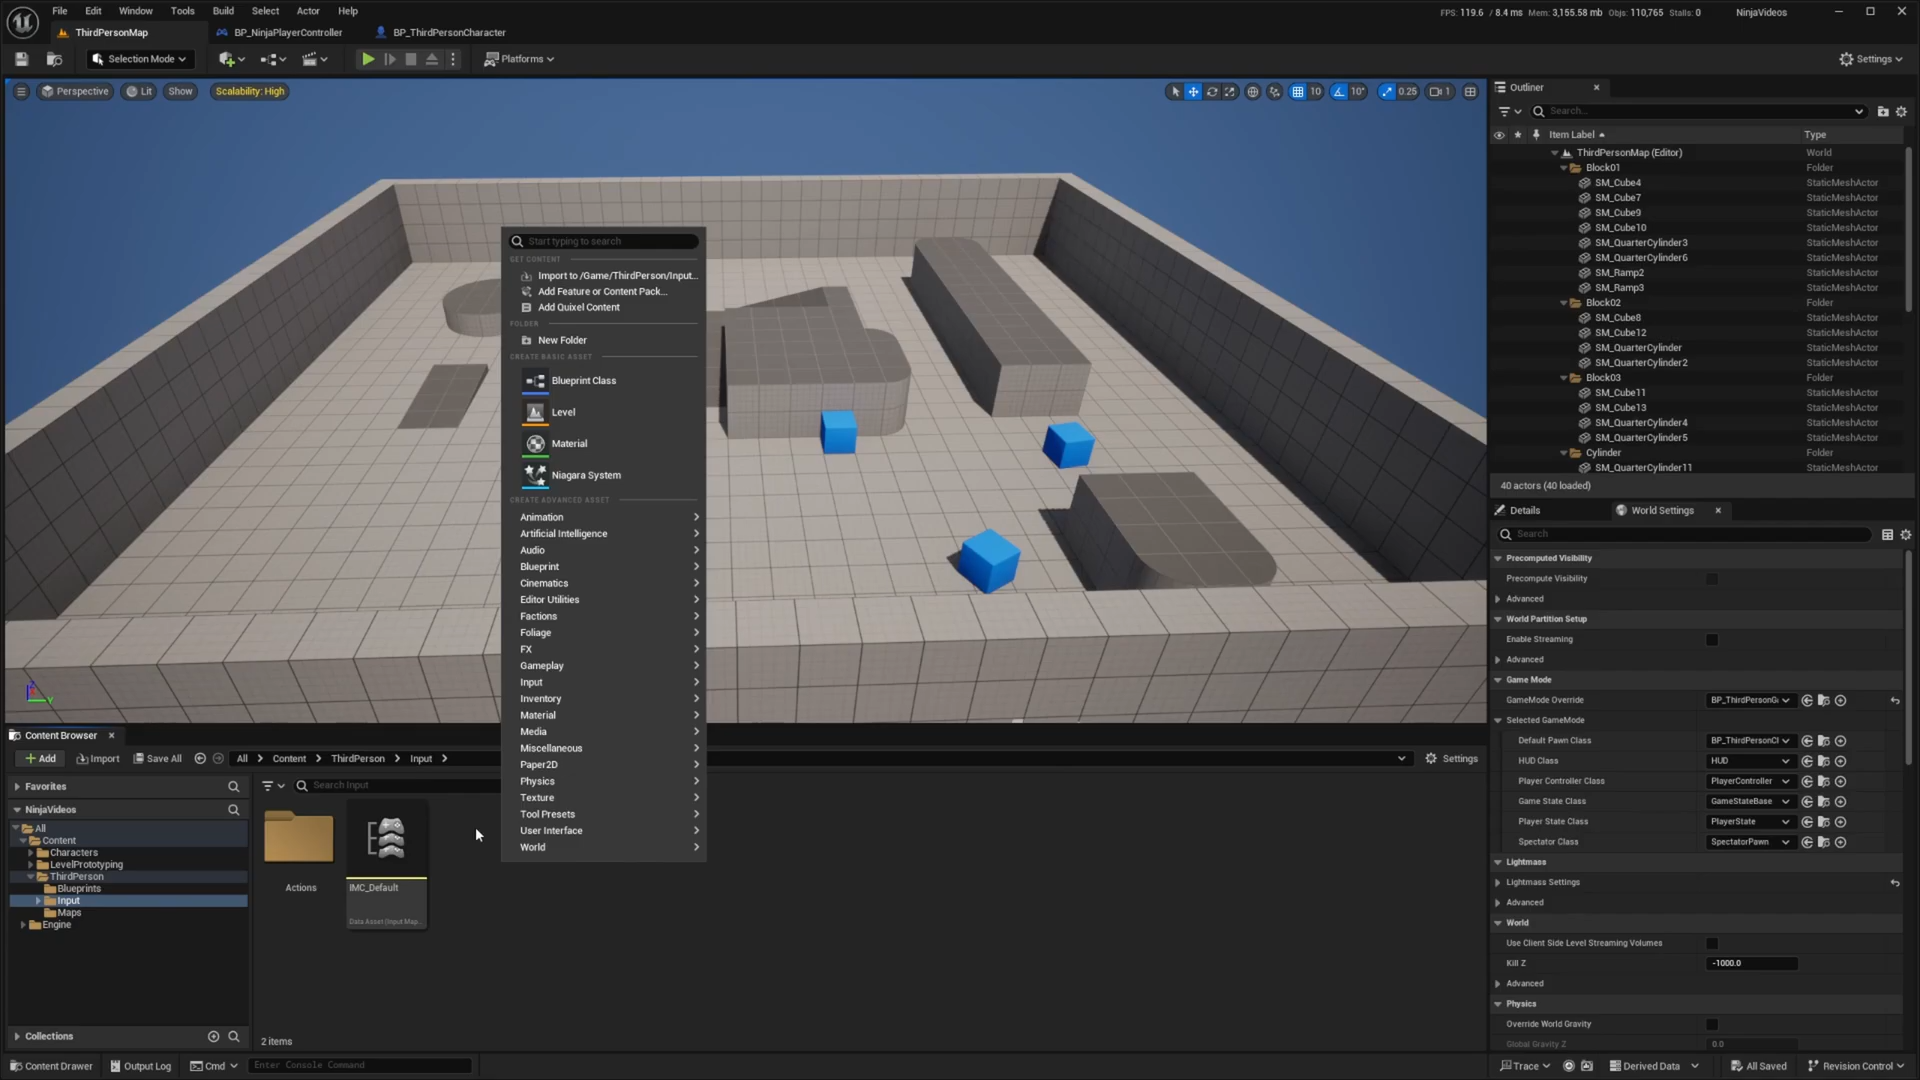 File Edit Window Tools Build Select Actor Help
FPS: 119.6 / 8.4 ms Mem: 3,155.58 mb Objs: 110,765 Stalls: 0 NinjaVideos
ThirdPersonMap BP_NinjaPlayerController BP_ThirdPersonCharacter
Selection Mode Platforms Settings
Perspective Lit Show Scalability: High 10 10° 0.25 1
Start typing to search
GET CONTENT
Import to /Game/ThirdPerson/Input...
Add Feature or Content Pack...
Add Quixel Content
FOLDER
New Folder
CREATE BASIC ASSET
Blueprint Class
Level
Material
Niagara System
CREATE ADVANCED ASSET
Animation
Artificial Intelligence
Audio
Blueprint
Cinematics
Editor Utilities
Factions
Foliage
FX
Gameplay
Input
Inventory
Material
Media
Miscellaneous
Paper2D
Physics
Texture
Tool Presets
User Interface
World
Outliner
Search...
Item Label Type
ThirdPersonMap (Editor) World
Block01 Folder
SM_Cube4 StaticMeshActor
SM_Cube7 StaticMeshActor
SM_Cube9 StaticMeshActor
SM_Cube10 StaticMeshActor
SM_QuarterCylinder3 StaticMeshActor
SM_QuarterCylinder6 StaticMeshActor
SM_Ramp2 StaticMeshActor
SM_Ramp3 StaticMeshActor
Block02 Folder
SM_Cube8 StaticMeshActor
SM_Cube12 StaticMeshActor
SM_QuarterCylinder StaticMeshActor
SM_QuarterCylinder2 StaticMeshActor
Block03 Folder
SM_Cube11 StaticMeshActor
SM_Cube13 StaticMeshActor
SM_QuarterCylinder4 StaticMeshActor
SM_QuarterCylinder5 StaticMeshActor
Cylinder Folder
SM_QuarterCylinder11 StaticMeshActor
40 actors (40 loaded)
Details World Settings
Search
Precomputed Visibility
Precompute Visibility
Advanced
World Partition Setup
Enable Streaming
Advanced
Game Mode
GameMode Override BP_ThirdPersonG
Selected GameMode
Default Pawn Class BP_ThirdPersonCl
HUD Class HUD
Player Controller Class PlayerController
Game State Class GameStateBase
Player State Class PlayerState
Spectator Class SpectatorPawn
Lightmass
Lightmass Settings
Advanced
World
Use Client Side Level Streaming Volumes
Kill Z -1000.0
Advanced
Physics
Override World Gravity
Global Gravity Z 0.0
Content Browser
Add Import Save All All Content ThirdPerson Input Settings
Favorites
NinjaVideos
All
Content
Characters
LevelPrototyping
ThirdPerson
Blueprints
Input
Maps
Engine
Collections
Search Input
Actions
IMC_Default
Data Asset (Input Map...
2 items
Content Drawer Output Log Cmd Enter Console Command
Trace Derived Data All Saved Revision Control